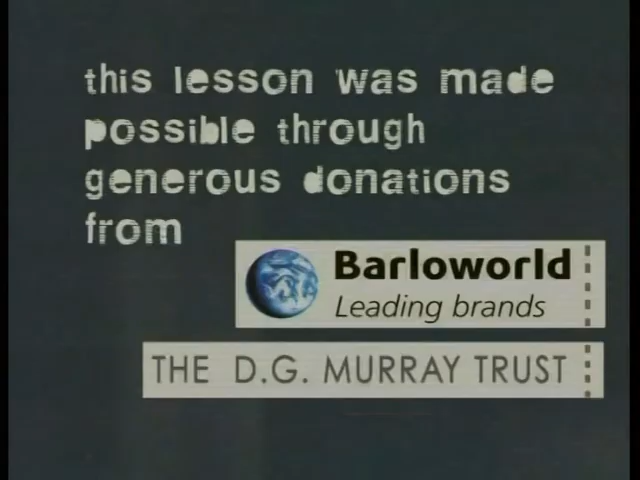 this lesson was made
possible through
generous donations
from
Barloworld
Leading brands
THE D.G. MURRAY TRUST